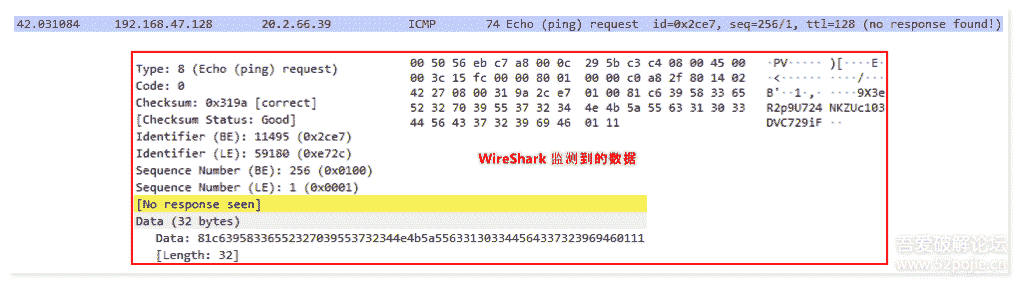 42.031084 192.168.47.128 20.2.66.39 ICMP 74 Echo (ping) request id=0x2ce7, seq=256/1, ttl=128 (no response found!)
Type: 8 (Echo (ping) request)
Code: 0
Checksum: 0x319a [correct]
[Checksum Status: Good]
Identifier (BE): 11495 (0x2ce7)
Identifier (LE): 59180 (0xe72c)
Sequence Number (BE): 256 (0x0100)
Sequence Number (LE): 1 (0x0001)
[No response seen]
Data (32 bytes)
Data: 81c63958336552327039553732344e4b5a556331303344564337323969460111
[Length: 32]
00 50 56 eb c7 a8 00 0c 29 5b c3 c4 08 00 45 00 ·PV····· )[····E·
00 3c 15 fc 00 00 80 01 00 00 c0 a8 2f 80 14 02 ·<······ ····/···
42 27 08 00 31 9a 2c e7 01 00 81 c6 39 58 33 65 B'··1·,· ····9X3e
52 32 70 39 55 37 32 34 4e 4b 5a 55 63 31 30 33 R2p9U724 NKZUc103
44 56 43 37 32 39 69 46 01 11 DVC729iF ··
WireShark 监测到的数据
吾爱破解论坛
www.52pojie.cn